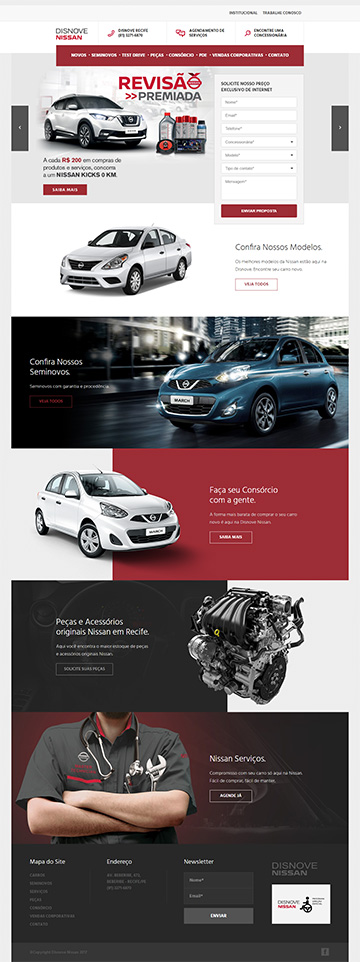 INSTITUCIONAL TRABALHE CONOSCO
DISNOVE
NISSAN
DISNOVE RECIFE
(81) 3271-6870
AGENDAMENTO DE
SERVIÇOS
ENCONTRE UMA
CONCESSIONÁRIA
NOVOS • SEMINOVOS • TEST DRIVE • PEÇAS • CONSÓRCIO • PDE • VENDAS CORPORATIVAS • CONTATO
REVISÃO
>>PREMIADA
A cada R$ 200 em compras de
produtos e serviços, concorra
a um NISSAN KICKS 0 KM.
SAIBA MAIS
SOLICITE NOSSO PREÇO
EXCLUSIVO DE INTERNET
Nome*
Email*
Telefone*
Concessionária*
Modelo*
Tipo de contato*
Mensagem*
ENVIAR PROPOSTA
Confira Nossos Modelos.
Os melhores modelos da Nissan estão aqui na
Disnove. Encontre seu carro novo.
VEJA TODOS
Confira Nossos
Seminovos.
Seminovos com garantia e procedência.
VEJA TODOS
MARCH
Faça seu Consórcio
com a gente.
A forma mais barata de comprar o seu carro
novo é aqui na Disnove Nissan.
SAIBA MAIS
MARCH
Peças e Acessórios
originais Nissan em Recife.
Aqui você encontra o maior estoque de peças
e acessórios originais Nissan.
SOLICITE SUAS PEÇAS
Nissan Serviços.
Compromisso com seu carro só aqui na Nissan.
Fácil de comprar, fácil de manter.
AGENDE JÁ
Mapa do Site
Endereço
Newsletter
DISNOVE
NISSAN
SEMINOVOS
SERVIÇOS
PEÇAS
CONSÓRCIO
VENDAS CORPORATIVAS
CONTATO
Nome*
Email*
ENVIAR
DISNOVE
NISSAN